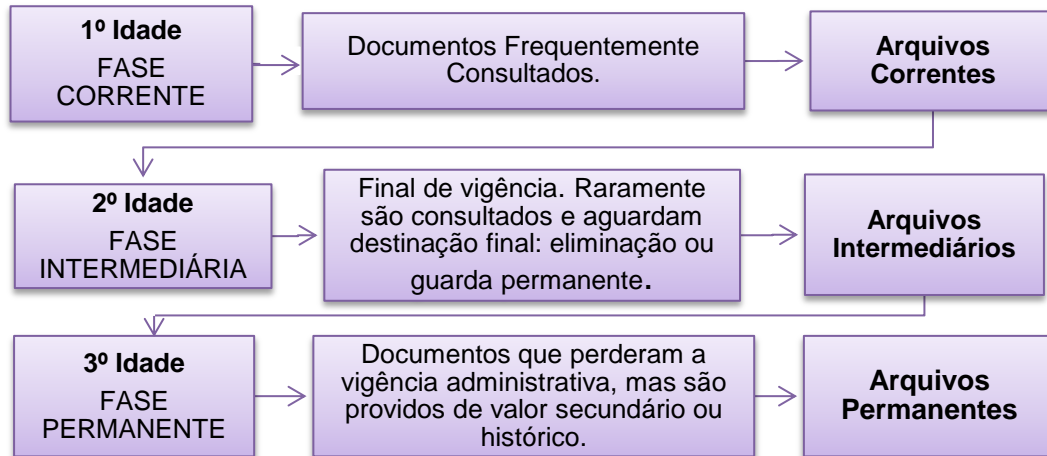 1º Idade
FASE
CORRENTE
Documentos Frequentemente
Consultados.
Arquivos
Correntes
2º Idade
FASE
INTERMEDIÁRIA
Final de vigência. Raramente
são consultados e aguardam
destinação final: eliminação ou
guarda permanente.
Arquivos
Intermediários
3º Idade
FASE
PERMANENTE
Documentos que perderam a
vigência administrativa, mas são
providos de valor secundário ou
histórico.
Arquivos
Permanentes